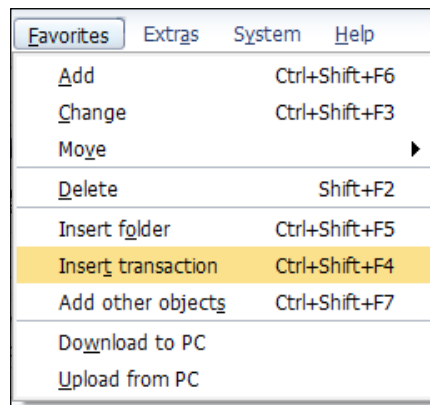 Favorites Extras System Help
Add Ctrl+Shift+F6
Change Ctrl+Shift+F3
Move
Delete Shift+F2
Insert folder Ctrl+Shift+F5
Insert transaction Ctrl+Shift+F4
Add other objects Ctrl+Shift+F7
Download to PC
Upload from PC